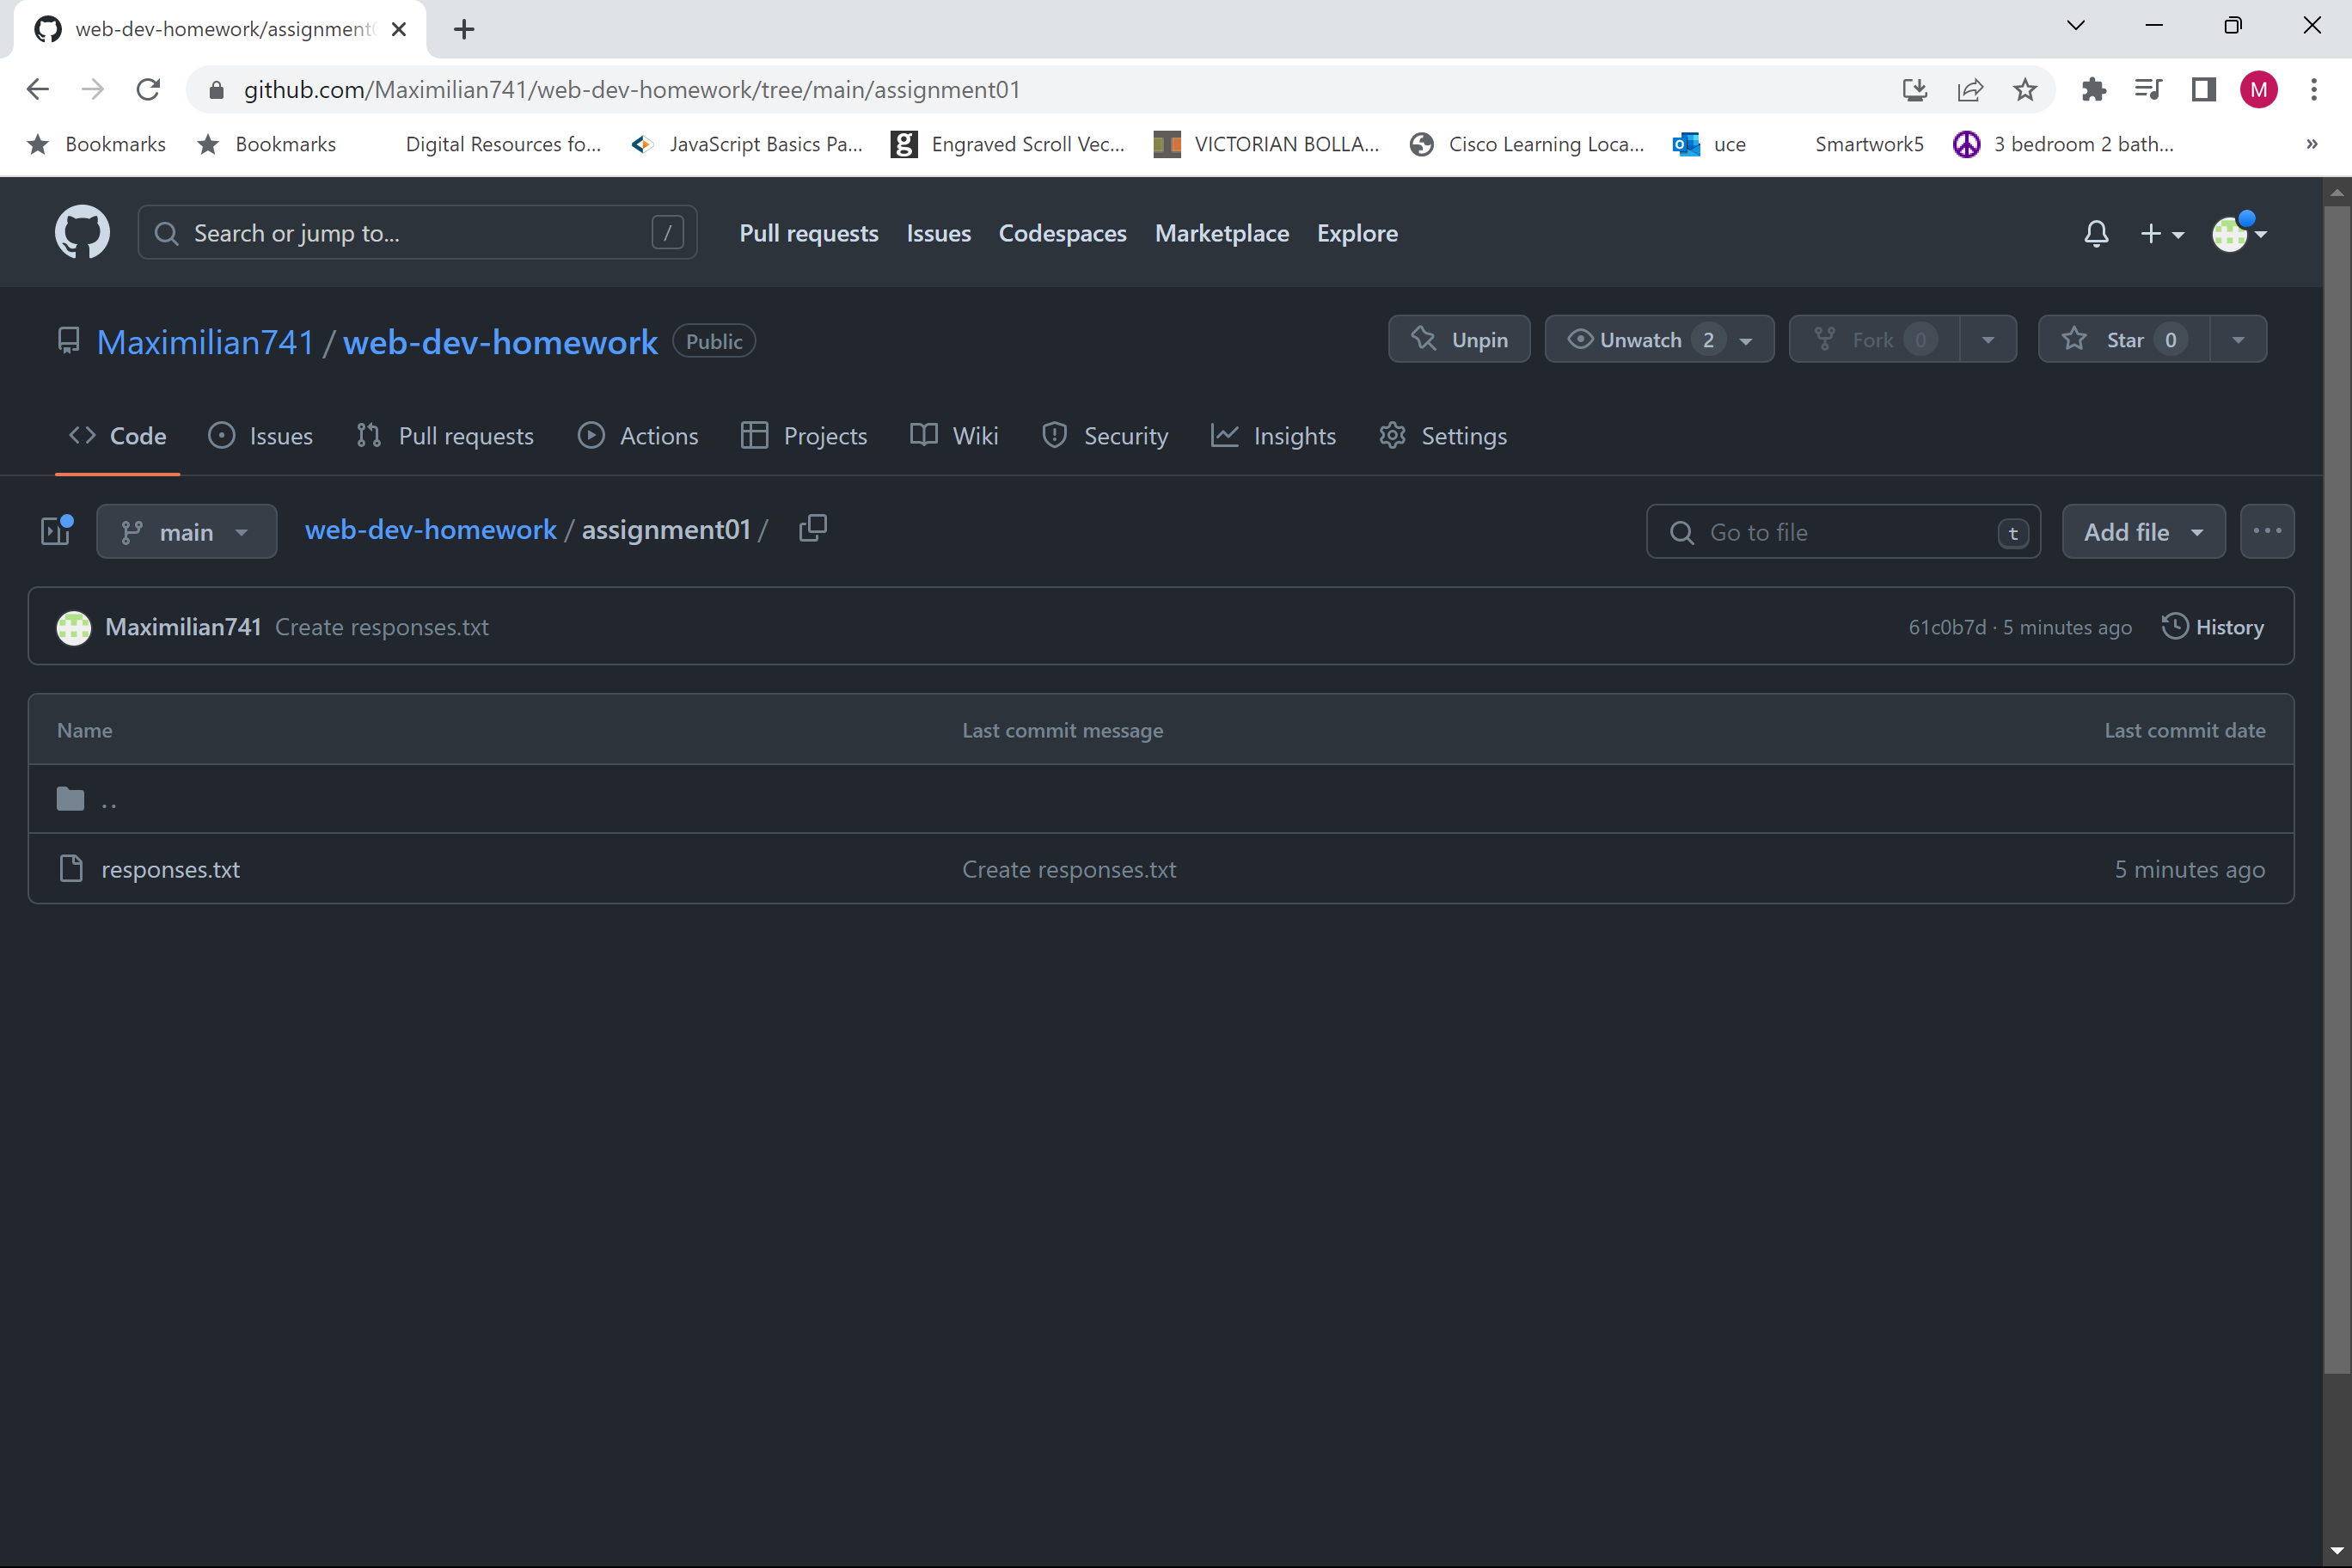 web-dev-homework/assignment
github.com/Maximilian741/web-dev-homework/tree/main/assignment01
M
Bookmarks Bookmarks Digital Resources fo... JavaScript Basics Pa... g Engraved Scroll Vec... VICTORIAN BOLLA... Cisco Learning Loca... uce Smartwork5 3 bedroom 2 bath... »
Search or jump to... / Pull requests Issues Codespaces Marketplace Explore
Maximilian741 / web-dev-homework Public Unpin Unwatch 2 Fork 0 Star 0
Code Issues Pull requests Actions Projects Wiki Security Insights Settings
main web-dev-homework / assignment01 / Go to file t Add file ...
Maximilian741 Create responses.txt 61c0b7d · 5 minutes ago History
Name Last commit message Last commit date
..
responses.txt Create responses.txt 5 minutes ago